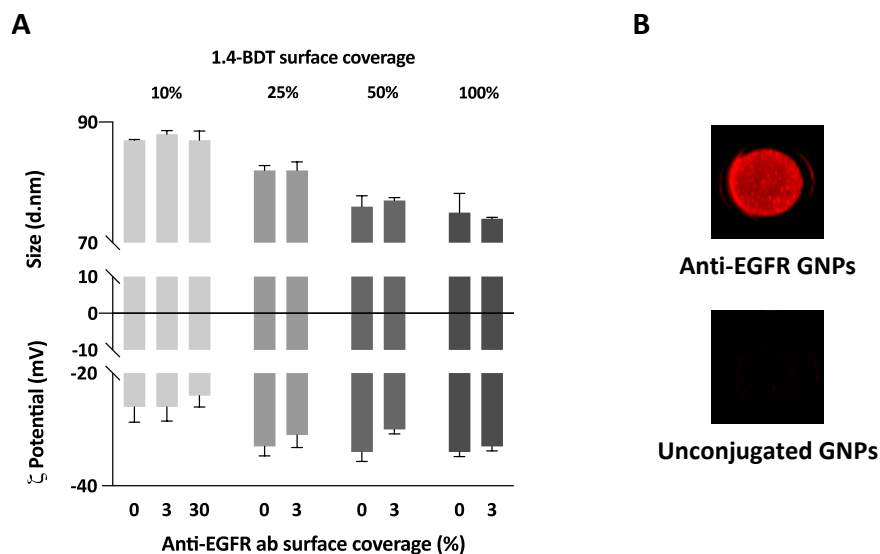 A
1.4-BDT surface coverage
10% 25% 50% 100%
Size (d.nm)
90
70
10
0
-10
ζ Potential (mV)
-20
-40
0 3 30 0 3 0 3 0 3
Anti-EGFR ab surface coverage (%)
B
Anti-EGFR GNPs
Unconjugated GNPs